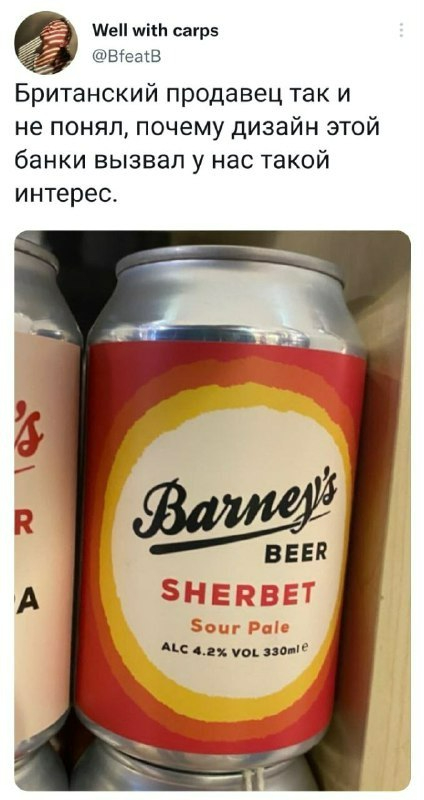 Well with carps
@BfeatB
Британский продавец так и
не понял, почему дизайн этой
банки вызвал у нас такой
интерес.
's
R
A
Barney's
BEER
SHERBET
Sour Pale
ALC 4.2% VOL 330ml e